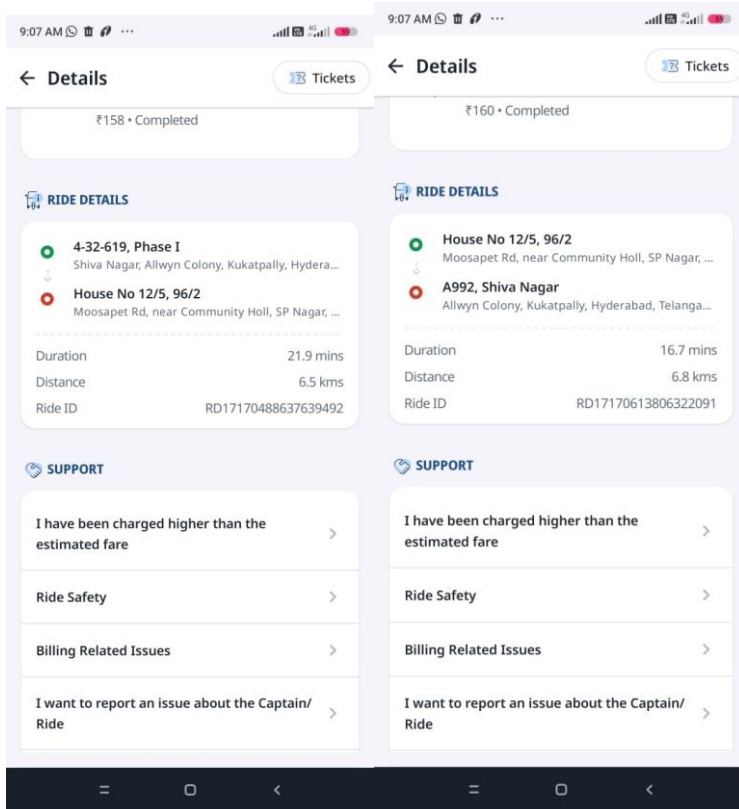 9:07 AM
4G
59
Details
Tickets
₹158 • Completed
RIDE DETAILS
4-32-619, Phase I
Shiva Nagar, Allwyn Colony, Kukatpally, Hydera...
House No 12/5, 96/2
Moosapet Rd, near Community Holl, SP Nagar, ...
Duration 21.9 mins
Distance 6.5 kms
Ride ID RD17170488637639492
SUPPORT
I have been charged higher than the
estimated fare
Ride Safety
Billing Related Issues
I want to report an issue about the Captain/
Ride
9:07 AM
4G
59
Details
Tickets
₹160 • Completed
RIDE DETAILS
House No 12/5, 96/2
Moosapet Rd, near Community Holl, SP Nagar, ...
A992, Shiva Nagar
Allwyn Colony, Kukatpally, Hyderabad, Telanga...
Duration 16.7 mins
Distance 6.8 kms
Ride ID RD17170613806322091
SUPPORT
I have been charged higher than the
estimated fare
Ride Safety
Billing Related Issues
I want to report an issue about the Captain/
Ride